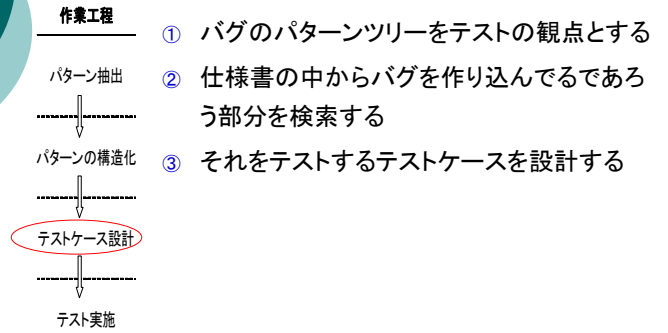 作業工程
パターン抽出
パターンの構造化
テストケース設計
テスト実施
① バグのパターンツリーをテストの観点とする
② 仕様書の中からバグを作り込んでるであろ
う部分を検索する
③ それをテストするテストケースを設計する